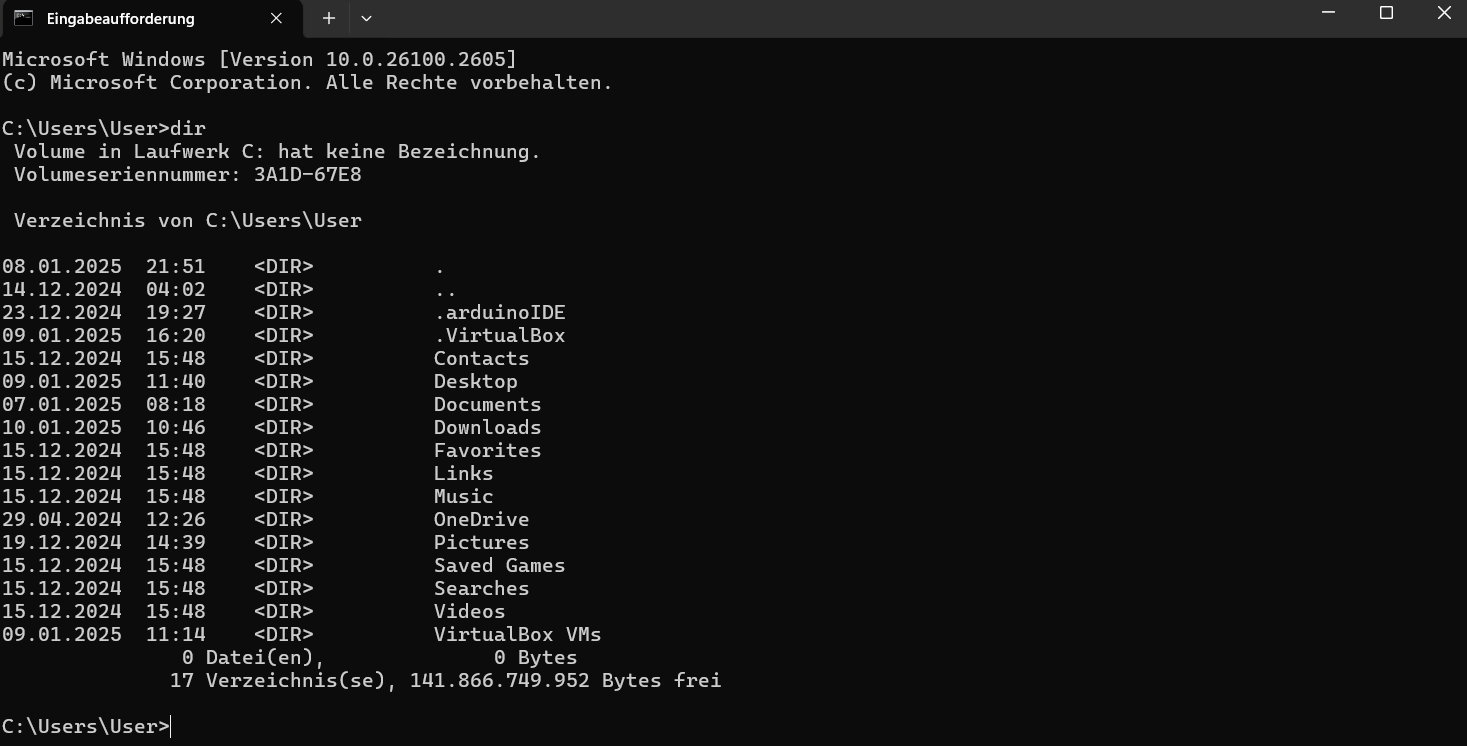 Eingabeaufforderung
Microsoft Windows [Version 10.0.26100.2605]
(c) Microsoft Corporation. Alle Rechte vorbehalten.
C:\Users\User>dir
 Volume in Laufwerk C: hat keine Bezeichnung.
 Volumeseriennummer: 3A1D-67E8
 Verzeichnis von C:\Users\User
08.01.2025  21:51    <DIR>          .
14.12.2024  04:02    <DIR>          ..
23.12.2024  19:27    <DIR>          .arduinoIDE
09.01.2025  16:20    <DIR>          .VirtualBox
15.12.2024  15:48    <DIR>          Contacts
09.01.2025  11:40    <DIR>          Desktop
07.01.2025  08:18    <DIR>          Documents
10.01.2025  10:46    <DIR>          Downloads
15.12.2024  15:48    <DIR>          Favorites
15.12.2024  15:48    <DIR>          Links
15.12.2024  15:48    <DIR>          Music
29.04.2024  12:26    <DIR>          OneDrive
19.12.2024  14:39    <DIR>          Pictures
15.12.2024  15:48    <DIR>          Saved Games
15.12.2024  15:48    <DIR>          Searches
15.12.2024  15:48    <DIR>          Videos
09.01.2025  11:14    <DIR>          VirtualBox VMs
               0 Datei(en),              0 Bytes
              17 Verzeichnis(se), 141.866.749.952 Bytes frei
C:\Users\User>